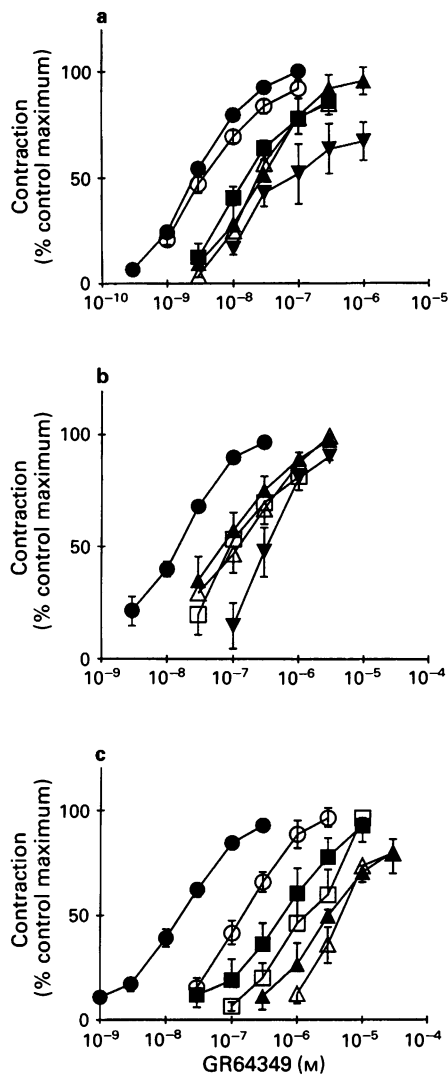 a
Contraction
(% control maximum)
100
50
0
10⁻¹⁰ 10⁻⁹ 10⁻⁸ 10⁻⁷ 10⁻⁶ 10⁻⁵
b
Contraction
(% control maximum)
100
50
0
10⁻⁹ 10⁻⁸ 10⁻⁷ 10⁻⁶ 10⁻⁵ 10⁻⁴
c
Contraction
(% control maximum)
100
50
0
10⁻⁹ 10⁻⁸ 10⁻⁷ 10⁻⁶ 10⁻⁵ 10⁻⁴
GR64349 (M)